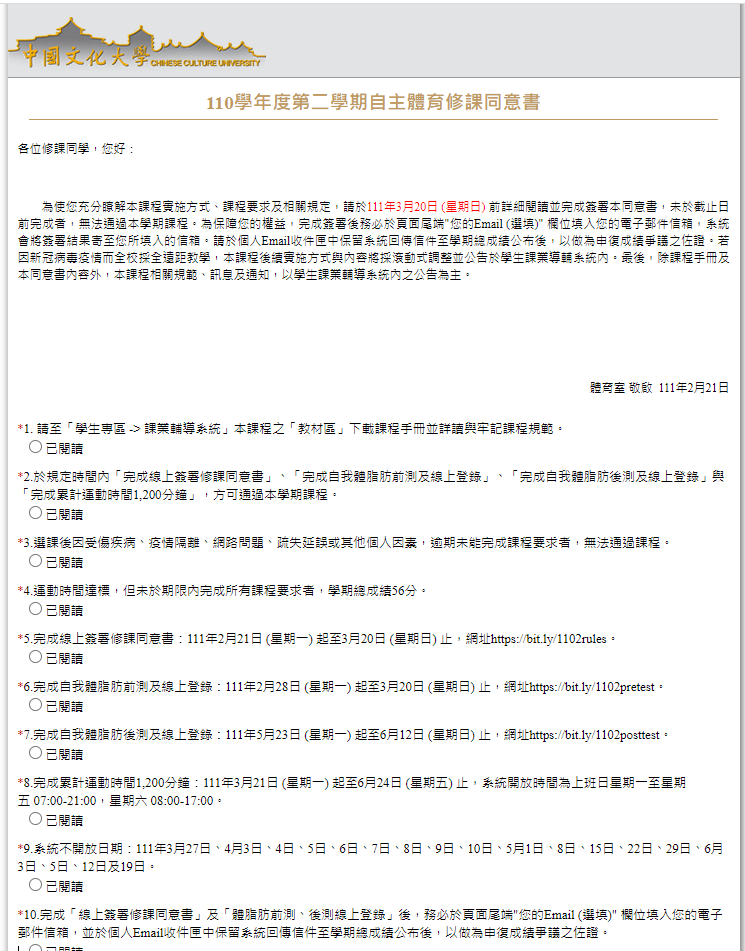 中國文化大學 CHINESE CULTURE UNIVERSITY
110學年度第二學期自主體育修課同意書
各位修課同學，您好：
為使您充分瞭解本課程實施方式、課程要求及相關規定，請於111年3月20日 (星期日) 前詳細閱讀並完成簽署本同意書，未於截止日
前完成者，無法通過本學期課程。為保障您的權益，完成簽署後務必於頁面尾端"您的Email (選填)" 欄位填入您的電子郵件信箱，系統
會將簽署結果寄至您所填入的信箱。請於個人Email收件匣中保留系統回傳信件至學期總成績公布後，以做為申復成績爭議之佐證。若
因新冠病毒疫情而全校採全遠距教學，本課程後續實施方式與內容將採滾動式調整並公告於學生課業導輔系統內。最後，除課程手冊及
本同意書內容外，本課程相關規範、訊息及通知，以學生課業輔導系統內之公告為主。
體育室 敬啟 111年2月21日
*1. 請至「學生專區 -> 課業輔導系統」本課程之「教材區」下載課程手冊並詳讀與牢記課程規範。
已閱讀
*2.於規定時間內「完成線上簽署修課同意書」、「完成自我體脂肪前測及線上登錄」、「完成自我體脂肪後測及線上登錄」與
「完成累計運動時間1,200分鐘」，方可通過本學期課程。
已閱讀
*3.選課後因受傷疾病、疫情隔離、網路問題、疏失延誤或其他個人因素，逾期未能完成課程要求者，無法通過課程。
已閱讀
*4.運動時間達標，但未於期限內完成所有課程要求者，學期總成績56分。
已閱讀
*5.完成線上簽署修課同意書：111年2月21日 (星期一) 起至3月20日 (星期日) 止，網址https://bit.ly/1102rules。
已閱讀
*6.完成自我體脂肪前測及線上登錄：111年2月28日 (星期一) 起至3月20日 (星期日) 止，網址https://bit.ly/1102pretest。
已閱讀
*7.完成自我體脂肪後測及線上登錄：111年5月23日 (星期一) 起至6月12日 (星期日) 止，網址https://bit.ly/1102posttest。
已閱讀
*8.完成累計運動時間1,200分鐘：111年3月21日 (星期一) 起至6月24日 (星期五) 止，系統開放時間為上班日星期一至星期
五 07:00-21:00，星期六 08:00-17:00。
已閱讀
*9.系統不開放日期：111年3月27日、4月3日、4日、5日、6日、7日、8日、9日、10日、5月1日、8日、15日、22日、29日、6月
3日、5日、12日及19日。
已閱讀
*10.完成「線上簽署修課同意書」及「體脂肪前測、後測線上登錄」後，務必於頁面尾端"您的Email (選填)" 欄位填入您的電子
郵件信箱，並於個人Email收件匣中保留系統回傳信件至學期總成績公布後，以做為申復成績爭議之佐證。
已閱讀